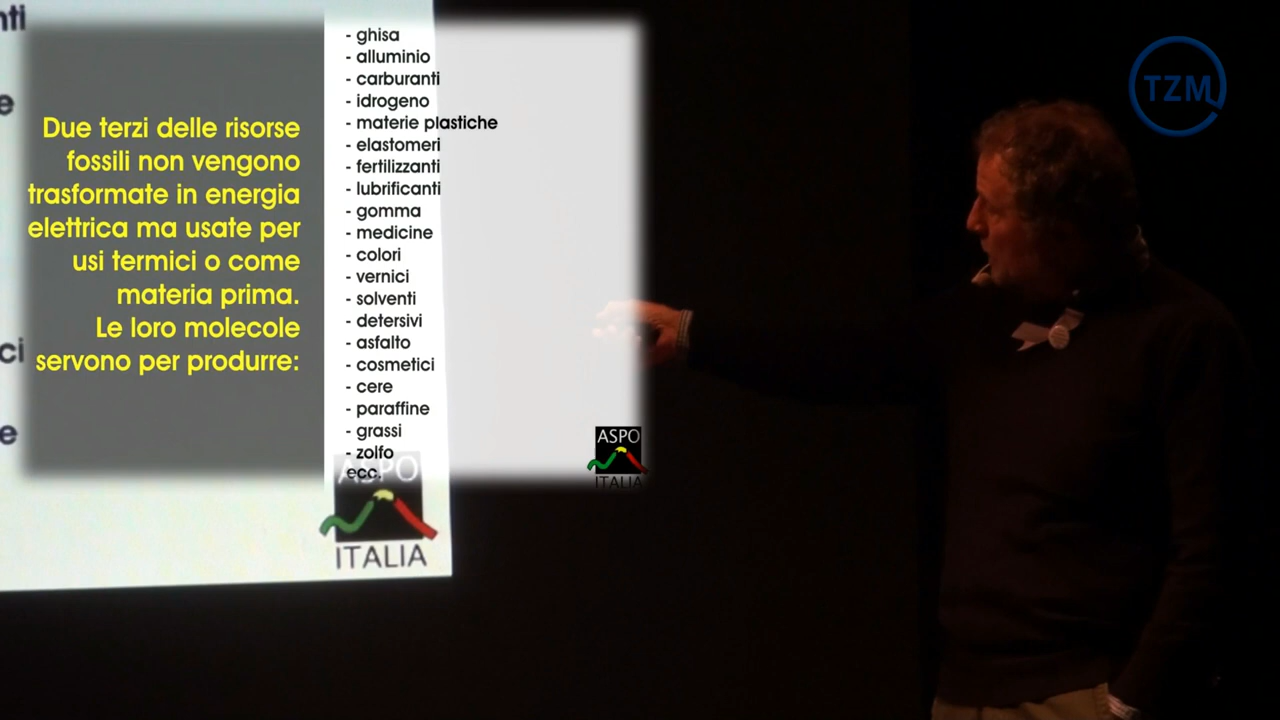 nti
e
ci
e
Due terzi delle risorse
fossili non vengono
trasformate in energia
elettrica ma usate per
usi termici o come
materia prima.
Le loro molecole
servono per produrre:
- ghisa
- alluminio
- carburanti
- idrogeno
- materie plastiche
- elastomeri
- fertilizzanti
- lubrificanti
- gomma
- medicine
- colori
- vernici
- solventi
- detersivi
- asfalto
- cosmetici
- cere
- paraffine
- grassi
- zolfo
ecc.
ASPO
ITALIA
ASPO
ITALIA
TZM